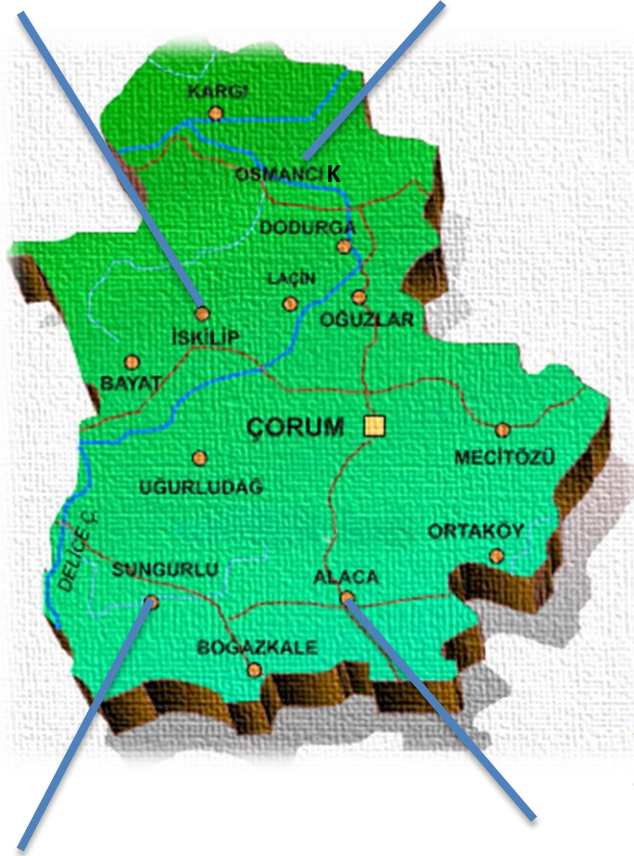 KARGI
OSMANCIK
DODURGA
LAÇİN
OĞUZLAR
İSKİLİP
BAYAT
ÇORUM
MECİTÖZÜ
UĞURLUDAĞ
DELİCE Ç.
ORTAKÖY
SUNGURLU
ALACA
BOĞAZKALE